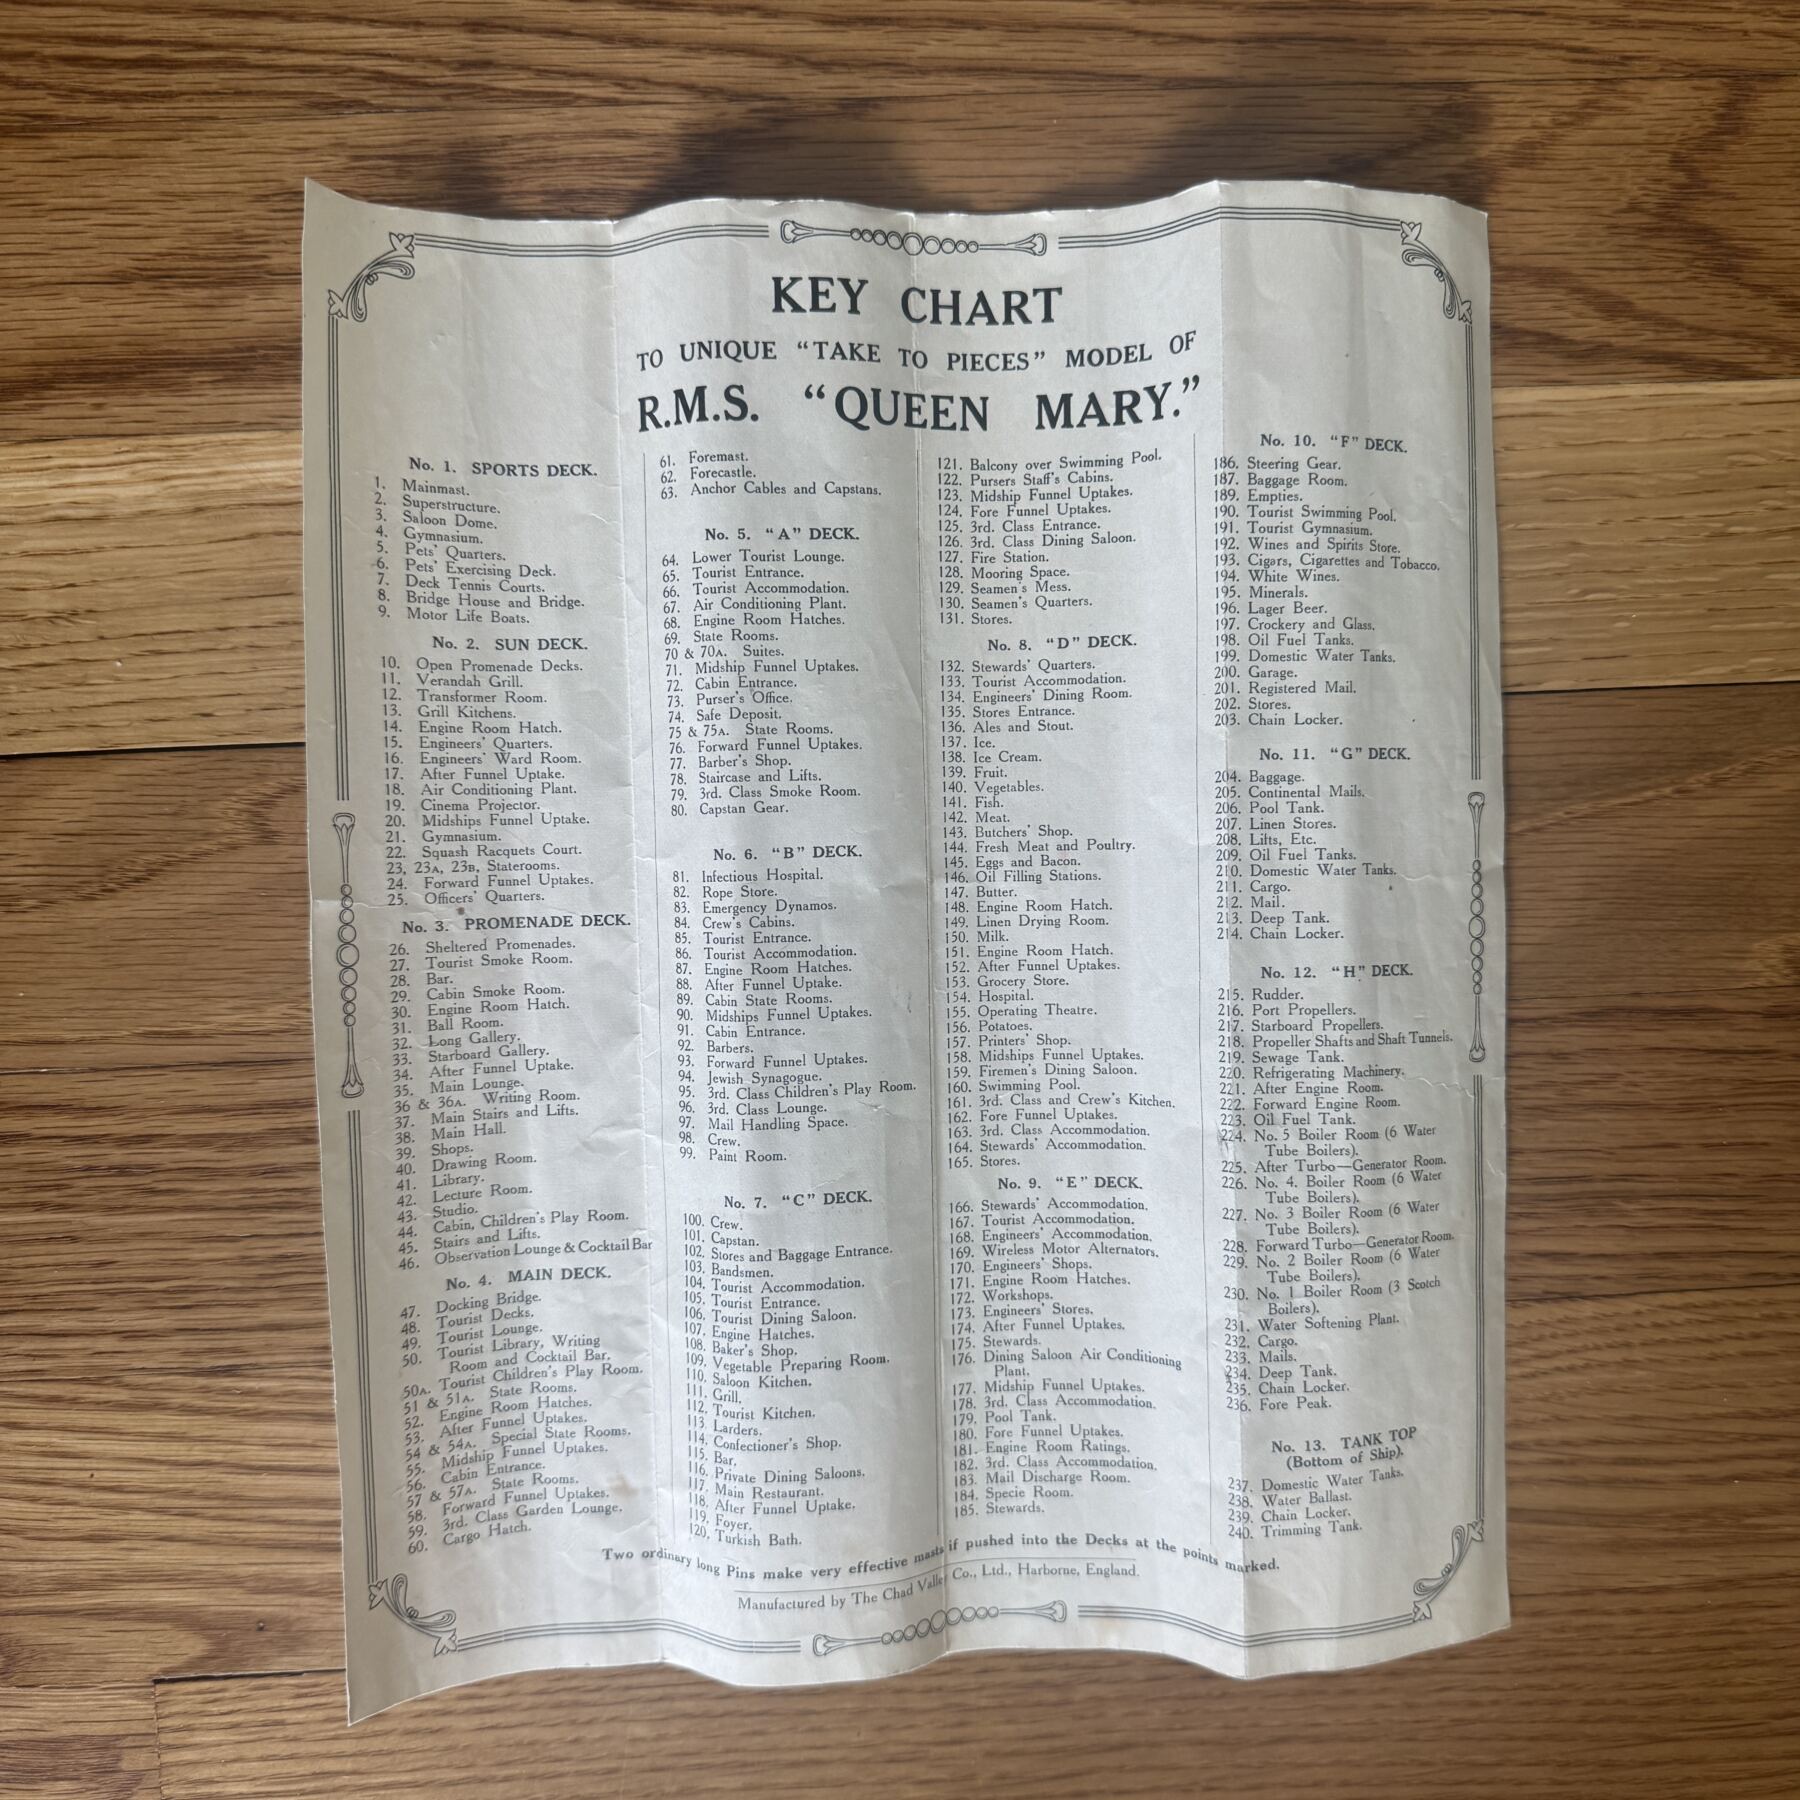 KEY CHART
TO UNIQUE “TAKE TO PIECES” MODEL OF
R.M.S. “QUEEN MARY.”
No. 1. SPORTS DECK.
1. Mainmast.
2. Superstructure.
3. Saloon Dome.
4. Gymnasium.
5. Pets' Quarters.
6. Pets' Exercising Deck.
7. Deck Tennis Courts.
8. Bridge House and Bridge.
9. Motor Life Boats.
No. 2. SUN DECK.
10. Open Promenade Decks.
11. Verandah Grill.
12. Transformer Room.
13. Grill Kitchens.
14. Engine Room Hatch.
15. Engineers' Quarters.
16. Engineers' Ward Room.
17. After Funnel Uptake.
18. Air Conditioning Plant.
19. Cinema Projector.
20. Midships Funnel Uptake.
21. Gymnasium.
22. Squash Racquets Court.
23, 23A, 23B, Staterooms.
24. Forward Funnel Uptakes.
25. Officers' Quarters.
No. 3. PROMENADE DECK.
26. Sheltered Promenades.
27. Tourist Smoke Room.
28. Bar.
29. Cabin Smoke Room.
30. Engine Room Hatch.
31. Ball Room.
32. Long Gallery.
33. Starboard Gallery.
34. After Funnel Uptake.
35. Main Lounge.
36 & 36A. Writing Room.
37. Main Stairs and Lifts.
38. Main Hall.
39. Shops.
40. Drawing Room.
41. Library.
42. Lecture Room.
43. Studio.
44. Cabin, Children's Play Room.
45. Stairs and Lifts.
46. Observation Lounge & Cocktail Bar
No. 4. MAIN DECK.
47. Docking Bridge.
48. Tourist Decks.
49. Tourist Lounge.
50. Tourist Library, Writing
Room and Cocktail Bar.
50A. Tourist Children's Play Room.
51 & 51A. State Rooms.
52. Engine Room Hatches.
53. After Funnel Uptakes.
54 & 54A. Special State Rooms.
55. Midship Funnel Uptakes.
56. Cabin Entrance.
57 & 57A. State Rooms.
58. Forward Funnel Uptakes.
59. 3rd. Class Garden Lounge.
60. Cargo Hatch.
61. Foremast.
62. Forecastle.
63. Anchor Cables and Capstans.
No. 5. “A” DECK.
64. Lower Tourist Lounge.
65. Tourist Entrance.
66. Tourist Accommodation.
67. Air Conditioning Plant.
68. Engine Room Hatches.
69. State Rooms.
70 & 70A. Suites.
71. Midship Funnel Uptakes.
72. Cabin Entrance.
73. Purser's Office.
74. Safe Deposit.
75 & 75A. State Rooms.
76. Forward Funnel Uptakes.
77. Barber's Shop.
78. Staircase and Lifts.
79. 3rd. Class Smoke Room.
80. Capstan Gear.
No. 6. “B” DECK.
81. Infectious Hospital.
82. Rope Store.
83. Emergency Dynamos.
84. Crew's Cabins.
85. Tourist Entrance.
86. Tourist Accommodation.
87. Engine Room Hatches.
88. After Funnel Uptake.
89. Cabin State Rooms.
90. Midships Funnel Uptakes.
91. Cabin Entrance.
92. Barbers.
93. Forward Funnel Uptakes.
94. Jewish Synagogue.
95. 3rd. Class Children's Play Room.
96. 3rd. Class Lounge.
97. Mail Handling Space.
98. Crew.
99. Paint Room.
No. 7. “C” DECK.
100. Crew.
101. Capstan.
102. Stores and Baggage Entrance.
103. Bandsmen.
104. Tourist Accommodation.
105. Tourist Entrance.
106. Tourist Dining Saloon.
107. Engine Hatches.
108. Baker's Shop.
109. Vegetable Preparing Room.
110. Saloon Kitchen.
111. Grill.
112. Tourist Kitchen.
113. Larders.
114. Confectioner's Shop.
115. Bar.
116. Private Dining Saloons.
117. Main Restaurant.
118. After Funnel Uptake.
119. Foyer.
120. Turkish Bath.
121. Balcony over Swimming Pool.
122. Pursers Staff's Cabins.
123. Midship Funnel Uptakes.
124. Fore Funnel Uptakes.
125. 3rd. Class Entrance.
126. 3rd. Class Dining Saloon.
127. Fire Station.
128. Mooring Space.
129. Seamen's Mess.
130. Seamen's Quarters.
131. Stores.
No. 8. “D” DECK.
132. Stewards' Quarters.
133. Tourist Accommodation.
134. Engineers' Dining Room.
135. Stores Entrance.
136. Ales and Stout.
137. Ice.
138. Ice Cream.
139. Fruit.
140. Vegetables.
141. Fish.
142. Meat.
143. Butchers' Shop.
144. Fresh Meat and Poultry.
145. Eggs and Bacon.
146. Oil Filling Stations.
147. Butter.
148. Engine Room Hatch.
149. Linen Drying Room.
150. Milk.
151. Engine Room Hatch.
152. After Funnel Uptakes.
153. Grocery Store.
154. Hospital.
155. Operating Theatre.
156. Potatoes.
157. Printers' Shop.
158. Midships Funnel Uptakes.
159. Firemen's Dining Saloon.
160. Swimming Pool.
161. 3rd. Class and Crew's Kitchen.
162. Fore Funnel Uptakes.
163. 3rd. Class Accommodation.
164. Stewards' Accommodation.
165. Stores.
No. 9. “E” DECK.
166. Stewards' Accommodation.
167. Tourist Accommodation.
168. Engineers' Accommodation.
169. Wireless Motor Alternators.
170. Engineers' Shops.
171. Engine Room Hatches.
172. Workshops.
173. Engineers' Stores.
174. After Funnel Uptakes.
175. Stewards.
176. Dining Saloon Air Conditioning
Plant.
177. Midship Funnel Uptakes.
178. 3rd. Class Accommodation.
179. Pool Tank.
180. Fore Funnel Uptakes.
181. Engine Room Ratings.
182. 3rd. Class Accommodation.
183. Mail Discharge Room.
184. Specie Room.
185. Stewards.
No. 10. “F” DECK.
186. Steering Gear.
187. Baggage Room.
189. Empties.
190. Tourist Swimming Pool.
191. Tourist Gymnasium.
192. Wines and Spirits Store.
193. Cigars, Cigarettes and Tobacco.
194. White Wines.
195. Minerals.
196. Lager Beer.
197. Crockery and Glass.
198. Oil Fuel Tanks.
199. Domestic Water Tanks.
200. Garage.
201. Registered Mail.
202. Stores.
203. Chain Locker.
No. 11. “G” DECK.
204. Baggage.
205. Continental Mails.
206. Pool Tank.
207. Linen Stores.
208. Lifts, Etc.
209. Oil Fuel Tanks.
210. Domestic Water Tanks.
211. Cargo.
212. Mail.
213. Deep Tank.
214. Chain Locker.
No. 12. “H” DECK.
215. Rudder.
216. Port Propellers.
217. Starboard Propellers.
218. Propeller Shafts and Shaft Tunnels.
219. Sewage Tank.
220. Refrigerating Machinery.
221. After Engine Room.
222. Forward Engine Room.
223. Oil Fuel Tank.
224. No. 5 Boiler Room (6 Water
Tube Boilers).
225. After Turbo—Generator Room.
226. No. 4. Boiler Room (6 Water
Tube Boilers).
227. No. 3 Boiler Room (6 Water
Tube Boilers).
228. Forward Turbo—Generator Room.
229. No. 2 Boiler Room (6 Water
Tube Boilers).
230. No. 1 Boiler Room (3 Scotch
Boilers).
231. Water Softening Plant.
232. Cargo.
233. Mails.
234. Deep Tank.
235. Chain Locker.
236. Fore Peak.
No. 13. TANK TOP
(Bottom of Ship).
237. Domestic Water Tanks.
238. Water Ballast.
239. Chain Locker.
240. Trimming Tank.
Two ordinary long Pins make very effective masts if pushed into the Decks at the points marked.
Manufactured by The Chad Valley Co., Ltd., Harborne, England.